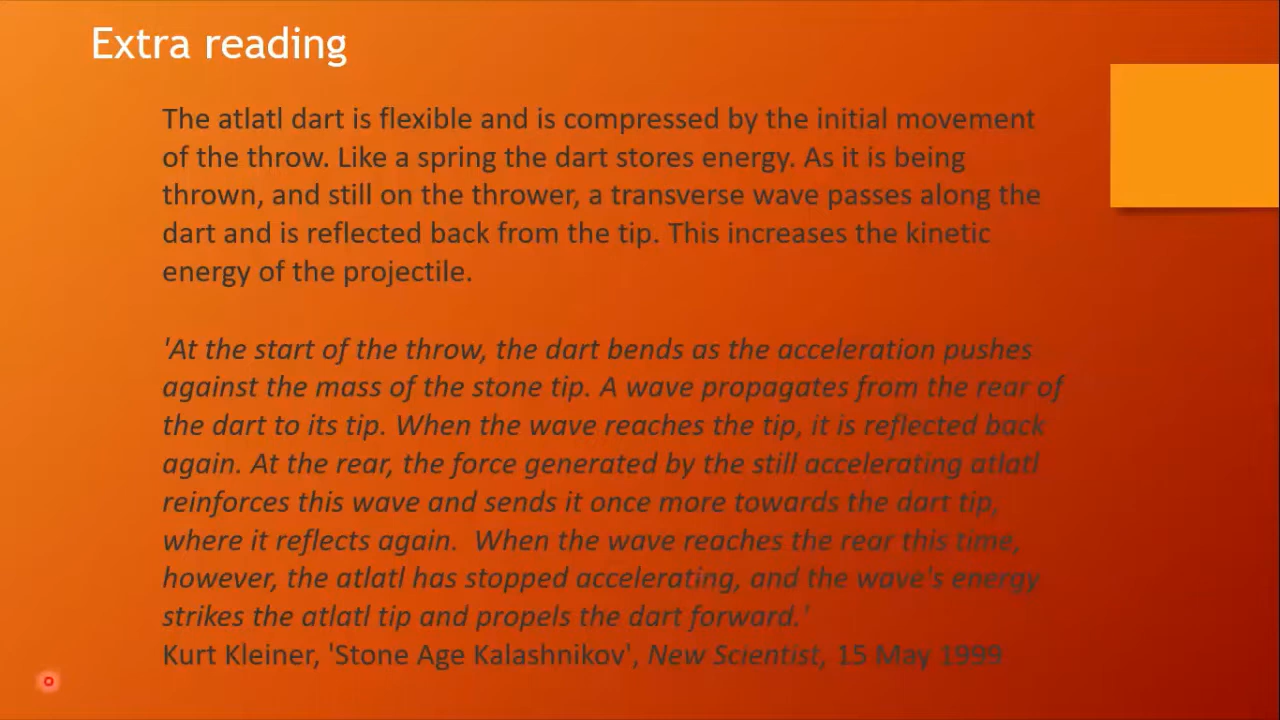 Extra reading
The atlatl dart is flexible and is compressed by the initial movement
of the throw. Like a spring the dart stores energy. As it is being
thrown, and still on the thrower, a transverse wave passes along the
dart and is reflected back from the tip. This increases the kinetic
energy of the projectile.
'At the start of the throw, the dart bends as the acceleration pushes
against the mass of the stone tip. A wave propagates from the rear of
the dart to its tip. When the wave reaches the tip, it is reflected back
again. At the rear, the force generated by the still accelerating atlatl
reinforces this wave and sends it once more towards the dart tip,
where it reflects again.  When the wave reaches the rear this time,
however, the atlatl has stopped accelerating, and the wave's energy
strikes the atlatl tip and propels the dart forward.'
Kurt Kleiner, 'Stone Age Kalashnikov', New Scientist, 15 May 1999